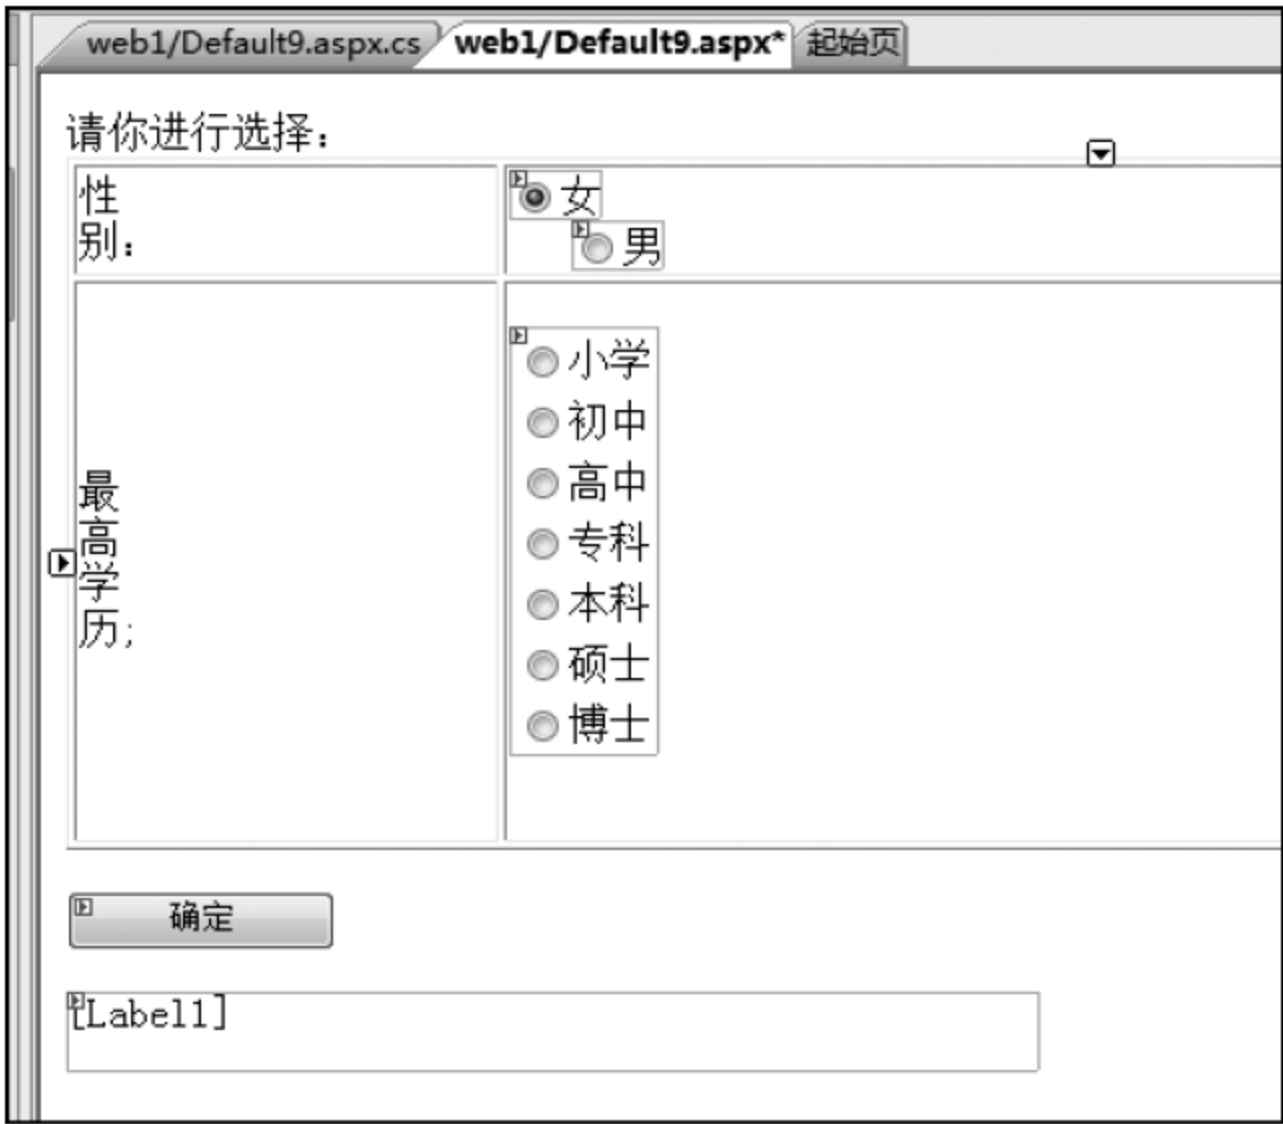 web1/Default9.aspx.cs web1/Default9.aspx* 起始页
请你进行选择：
性
别：
女
男
最
高
学
历;
小学
初中
高中
专科
本科
硕士
博士
确定
[Label1]